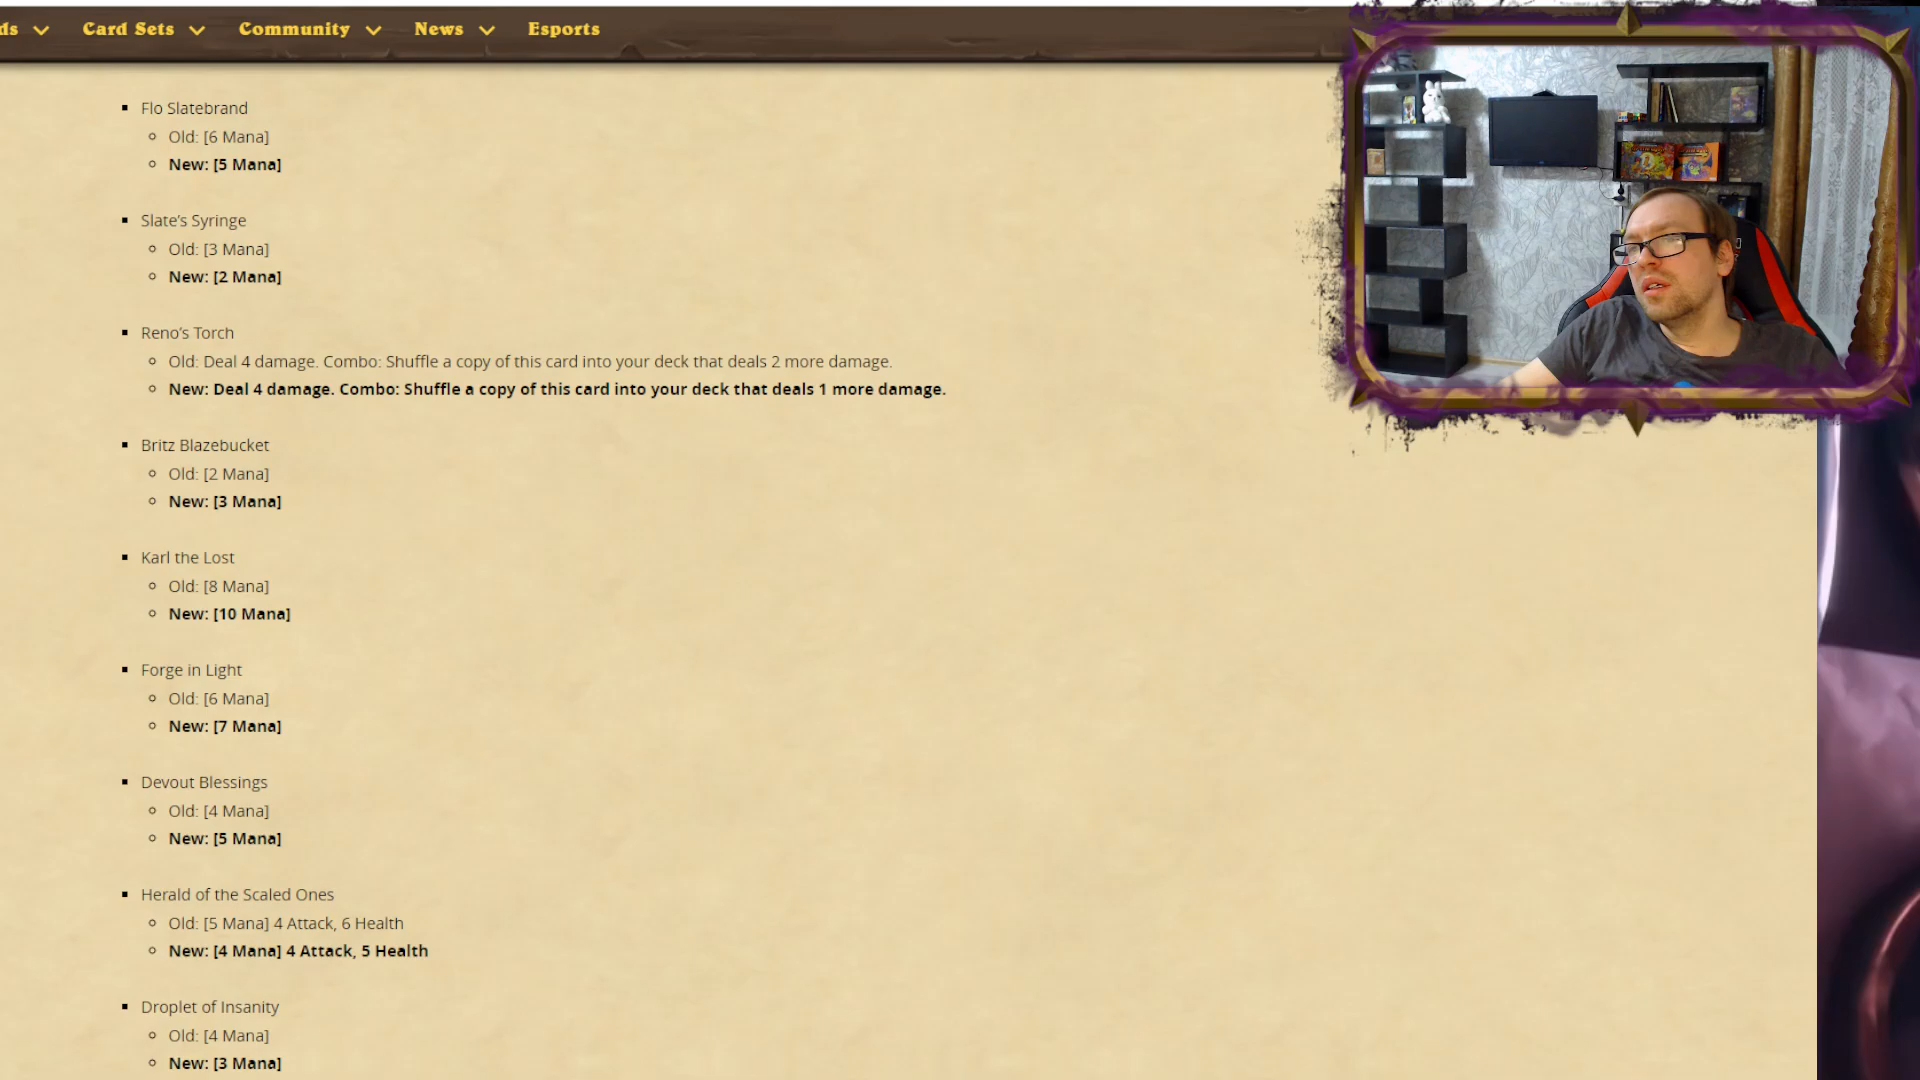 ds Card Sets Community News Esports
Flo Slatebrand
Old: [6 Mana]
New: [5 Mana]
Slate's Syringe
Old: [3 Mana]
New: [2 Mana]
Reno's Torch
Old: Deal 4 damage. Combo: Shuffle a copy of this card into your deck that deals 2 more damage.
New: Deal 4 damage. Combo: Shuffle a copy of this card into your deck that deals 1 more damage.
Britz Blazebucket
Old: [2 Mana]
New: [3 Mana]
Karl the Lost
Old: [8 Mana]
New: [10 Mana]
Forge in Light
Old: [6 Mana]
New: [7 Mana]
Devout Blessings
Old: [4 Mana]
New: [5 Mana]
Herald of the Scaled Ones
Old: [5 Mana] 4 Attack, 6 Health
New: [4 Mana] 4 Attack, 5 Health
Droplet of Insanity
Old: [4 Mana]
New: [3 Mana]